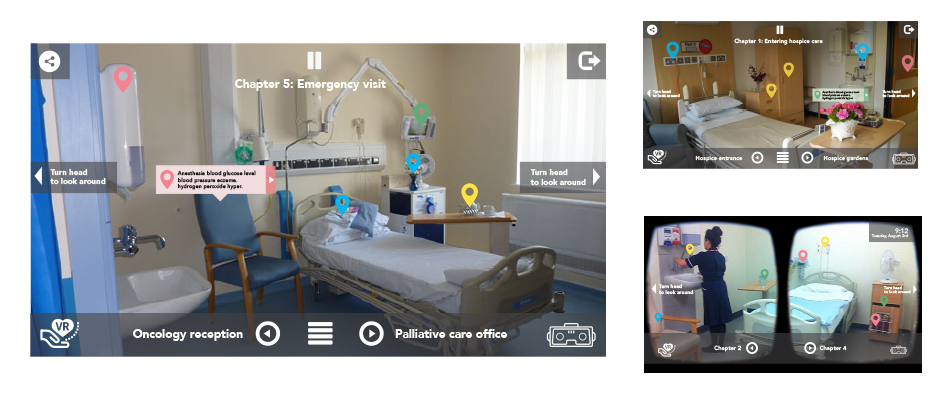 Chapter 5: Emergency visit
Turn head
to look around
Anesthesia blood glucose level
blood pressure eczema.
hydrogen peroxide hyper.
Turn head
to look around
VR
Oncology reception
Palliative care office
Chapter 1: Entering hospice care
Turn head
to look around
Turn head
to look around
VR
Hospice entrance
Hospice gardens
9:12
Tuesday, August 3rd
Turn head
to look around
Turn head
to look around
VR
Chapter 2
Chapter 4